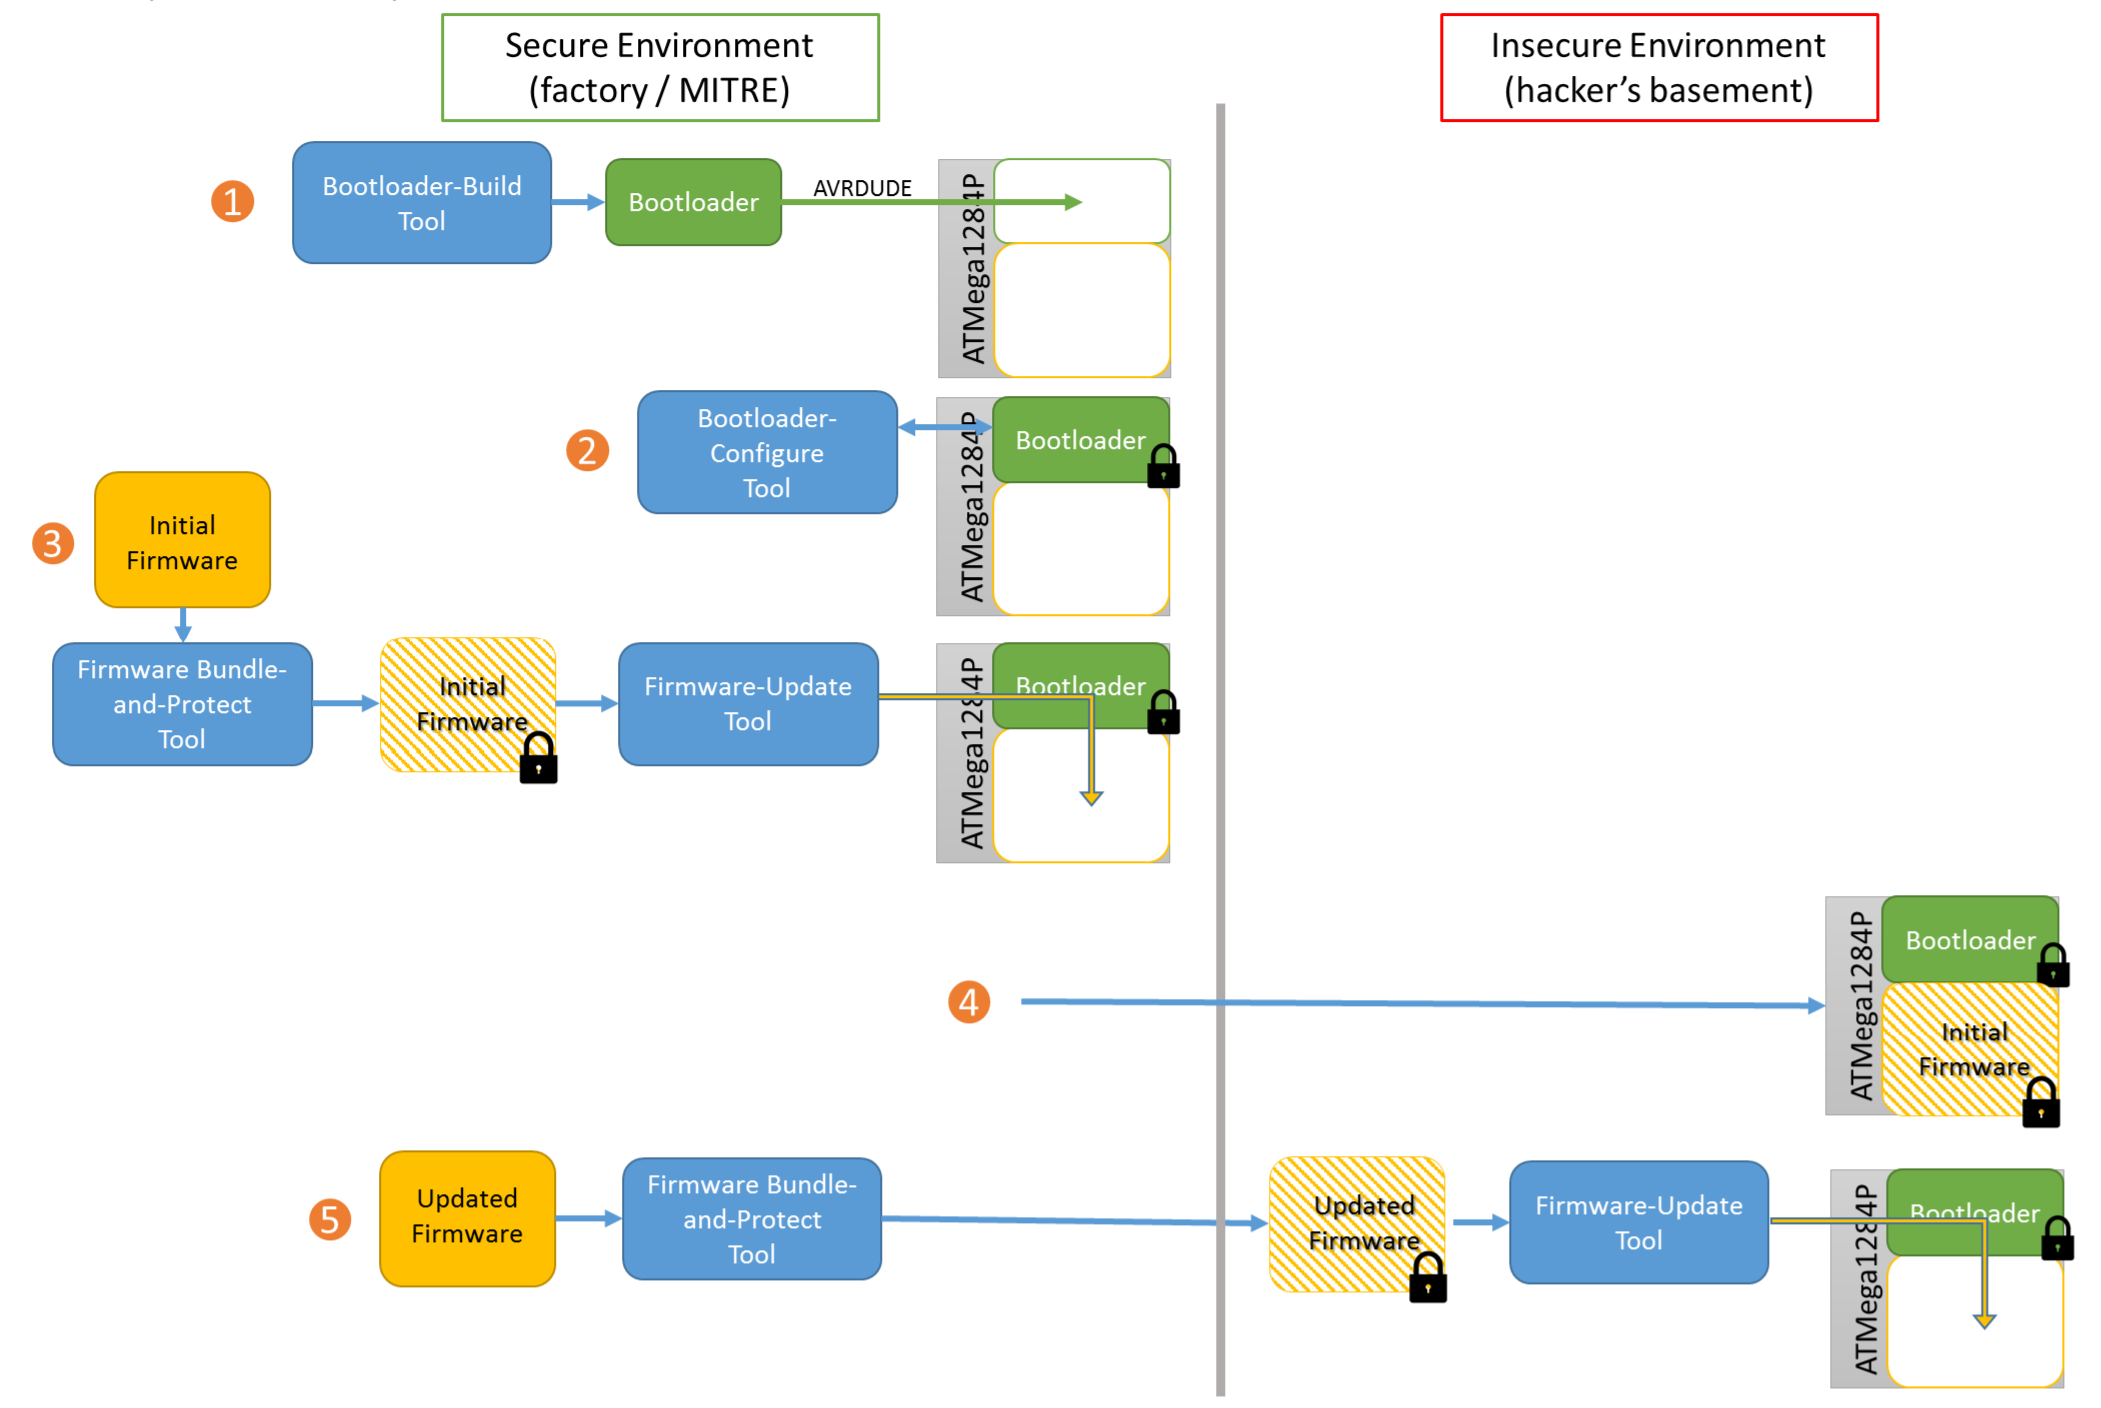 Secure Environment
(factory / MITRE)
Insecure Environment
(hacker's basement)
1
Bootloader-Build
Tool
Bootloader
AVRDUDE
ATMega1284P
2
Bootloader-
Configure
Tool
ATMega1284P
Bootloader
3
Initial
Firmware
Firmware Bundle-
and-Protect
Tool
Initial
Firmware
Firmware-Update
Tool
ATMega1284P
Bootloader
4
ATMega1284P
Bootloader
Initial
Firmware
5
Updated
Firmware
Firmware Bundle-
and-Protect
Tool
Updated
Firmware
Firmware-Update
Tool
ATMega1284P
Bootloader